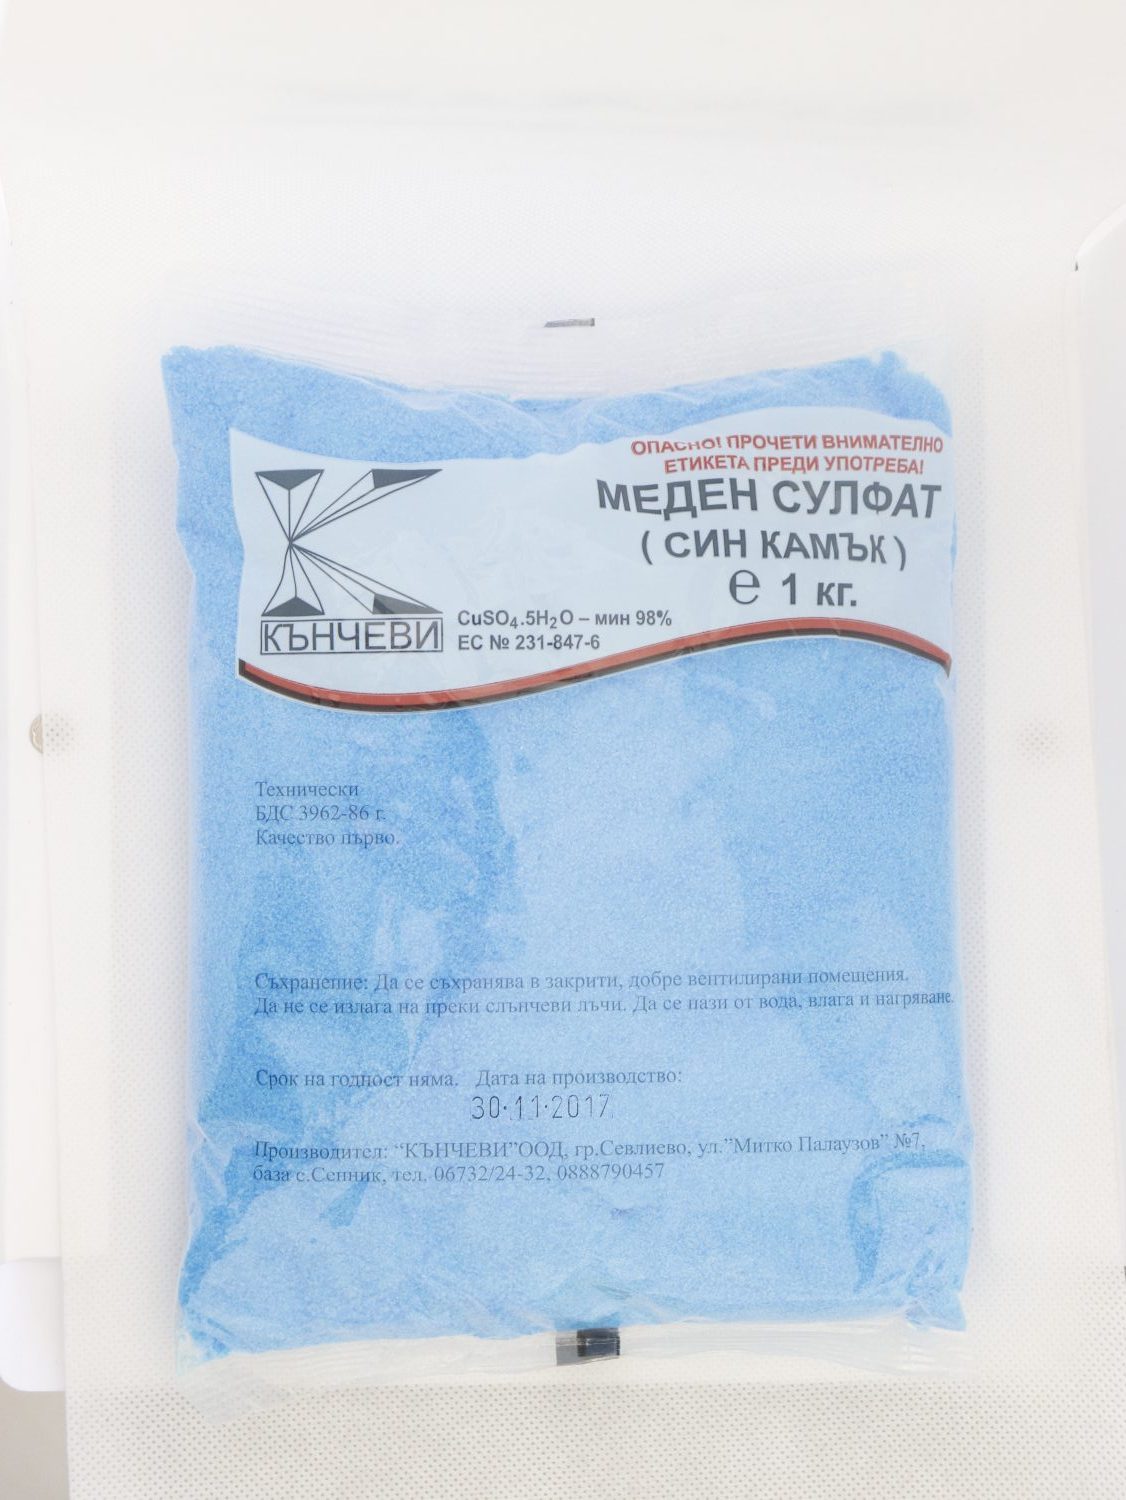 ОПАСНО! ПРОЧЕТИ ВНИМАТЕЛНО
ЕТИКЕТА ПРЕДИ УПОТРЕБА!
МЕДЕН СУЛФАТ
( СИН КАМЪК )
℮ 1 кг.
КЪНЧЕВИ
CuSO₄.5H₂O – мин 98%
ЕС № 231-847-6
Технически
БДС 3962-86 г.
Качество първо.
Съхранение: Да се съхранява в закрити, добре вентилирани помещения.
Да не се излага на преки слънчеви лъчи. Да се пази от вода, влага и нагряване.
Срок на годност няма. Дата на производство:
30.11.2017
Производител: “КЪНЧЕВИ”ООД, гр.Севлиево, ул.”Митко Палаузов” №7,
база с.Сенник, тел. 06732/24-32, 0888790457